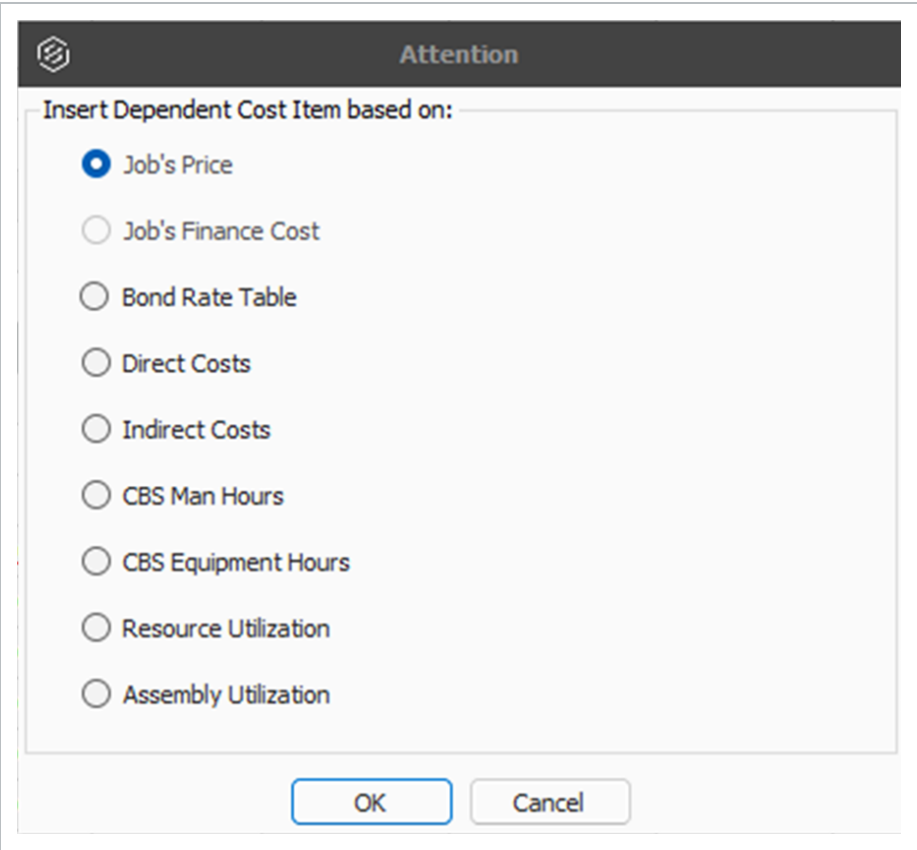 Attention
Insert Dependent Cost Item based on:
Job's Price
Job's Finance Cost
Bond Rate Table
Direct Costs
Indirect Costs
CBS Man Hours
CBS Equipment Hours
Resource Utilization
Assembly Utilization
OK Cancel